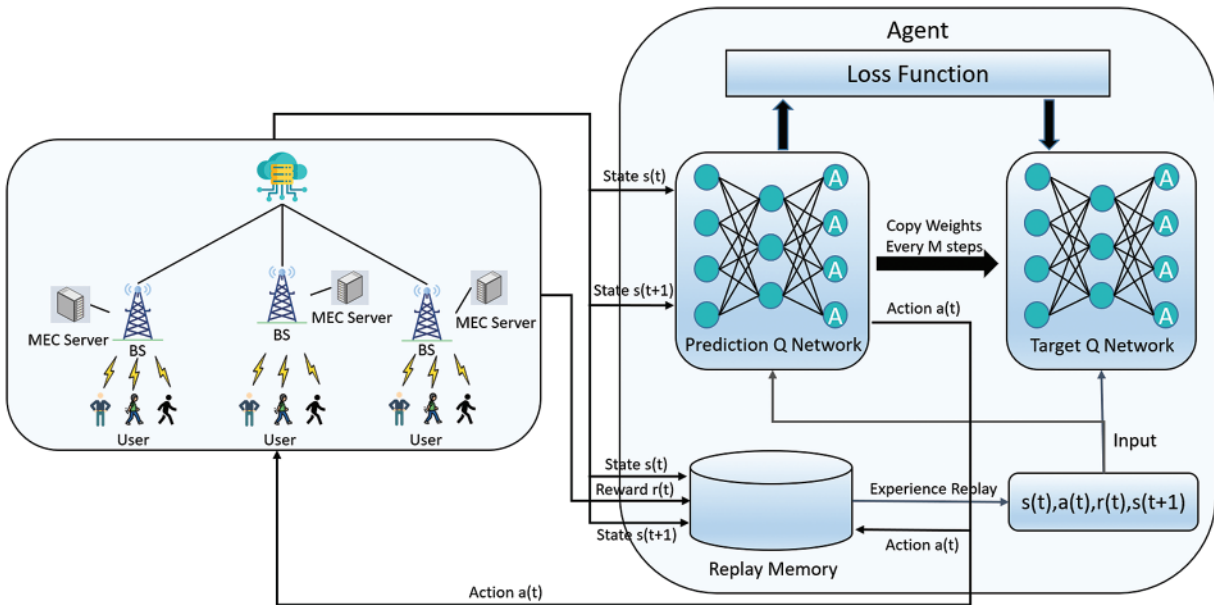 Agent
Loss Function
State s(t)
State s(t+1)
A
A
A
A
Prediction Q Network
Copy Weights
Every M steps
Action a(t)
A
A
A
A
Target Q Network
MEC Server
BS
User
MEC Server
BS
User
MEC Server
BS
User
Input
State s(t)
Reward r(t)
State s(t+1)
Replay Memory
Experience Replay
s(t),a(t),r(t),s(t+1)
Action a(t)
Action a(t)